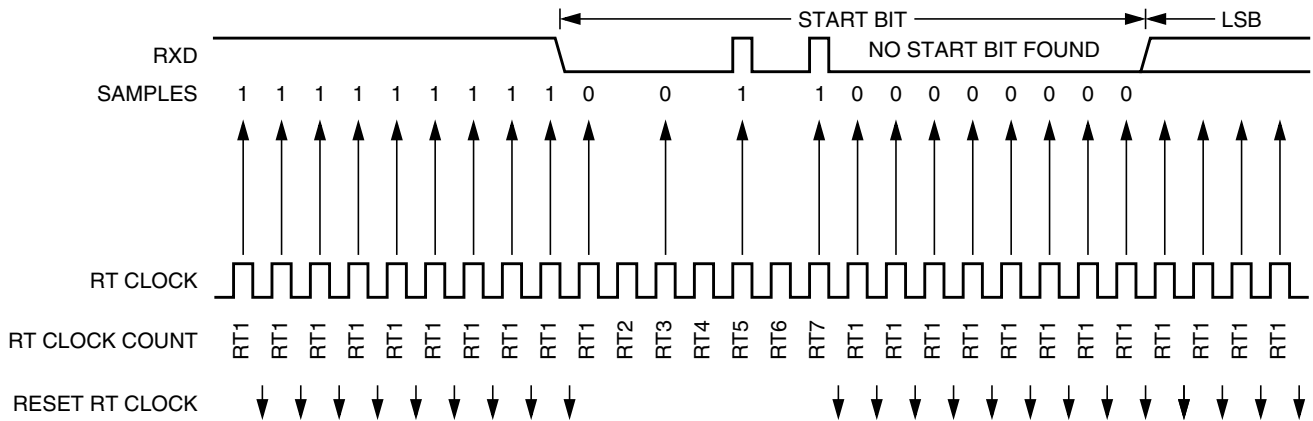 START BIT LSB
RXD NO START BIT FOUND
SAMPLES 1 1 1 1 1 1 1 1 1 0 0 1 1 0 0 0 0 0 0 0 0
RT CLOCK
RT CLOCK COUNT RT1 RT1 RT1 RT1 RT1 RT1 RT1 RT1 RT1 RT1 RT2 RT3 RT4 RT5 RT6 RT7 RT1 RT1 RT1 RT1 RT1 RT1 RT1 RT1 RT1 RT1 RT1 RT1
RESET RT CLOCK